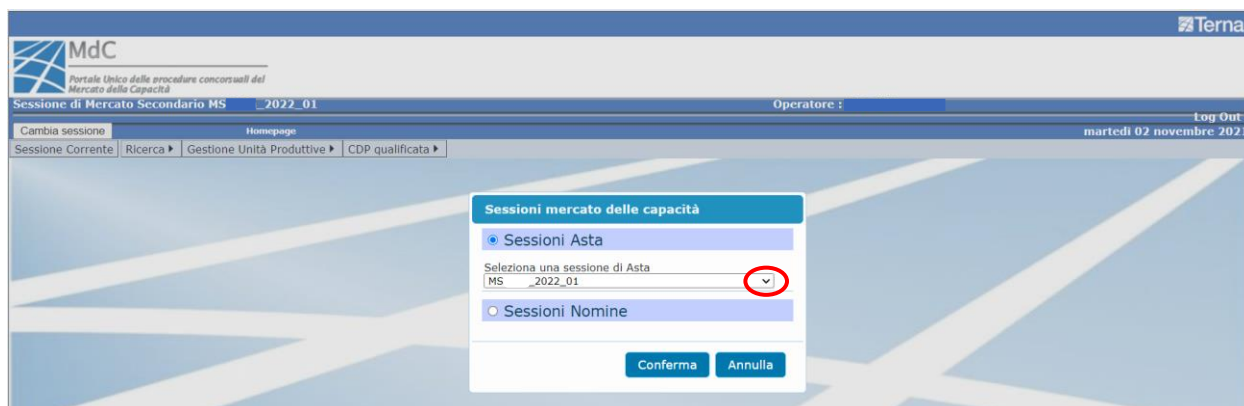 Terna
MdC
Portale Unico delle procedure concorsuali del
Mercato della Capacità
Sessione di Mercato Secondario MS _2022_01 Operatore :
Log Out
Cambia sessione Homepage martedì 02 novembre 2021
Sessione Corrente Ricerca Gestione Unità Produttive CDP qualificata
Sessioni mercato delle capacità
Sessioni Asta
Seleziona una sessione di Asta
MS _2022_01
Sessioni Nomine
Conferma Annulla